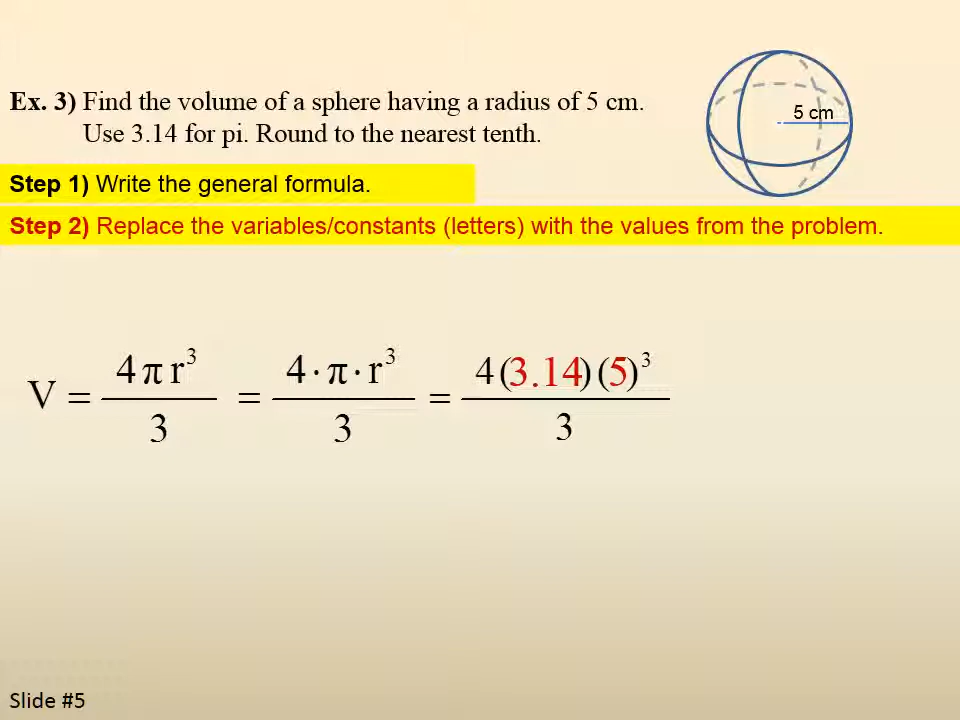 Ex. 3) Find the volume of a sphere having a radius of 5 cm.
Use 3.14 for pi. Round to the nearest tenth.
5 cm
Step 1) Write the general formula.
Step 2) Replace the variables/constants (letters) with the values from the problem.
V = 4πr³/3 = 4·π·r³/3 = 4(3.14)(5)³/3
Slide #5